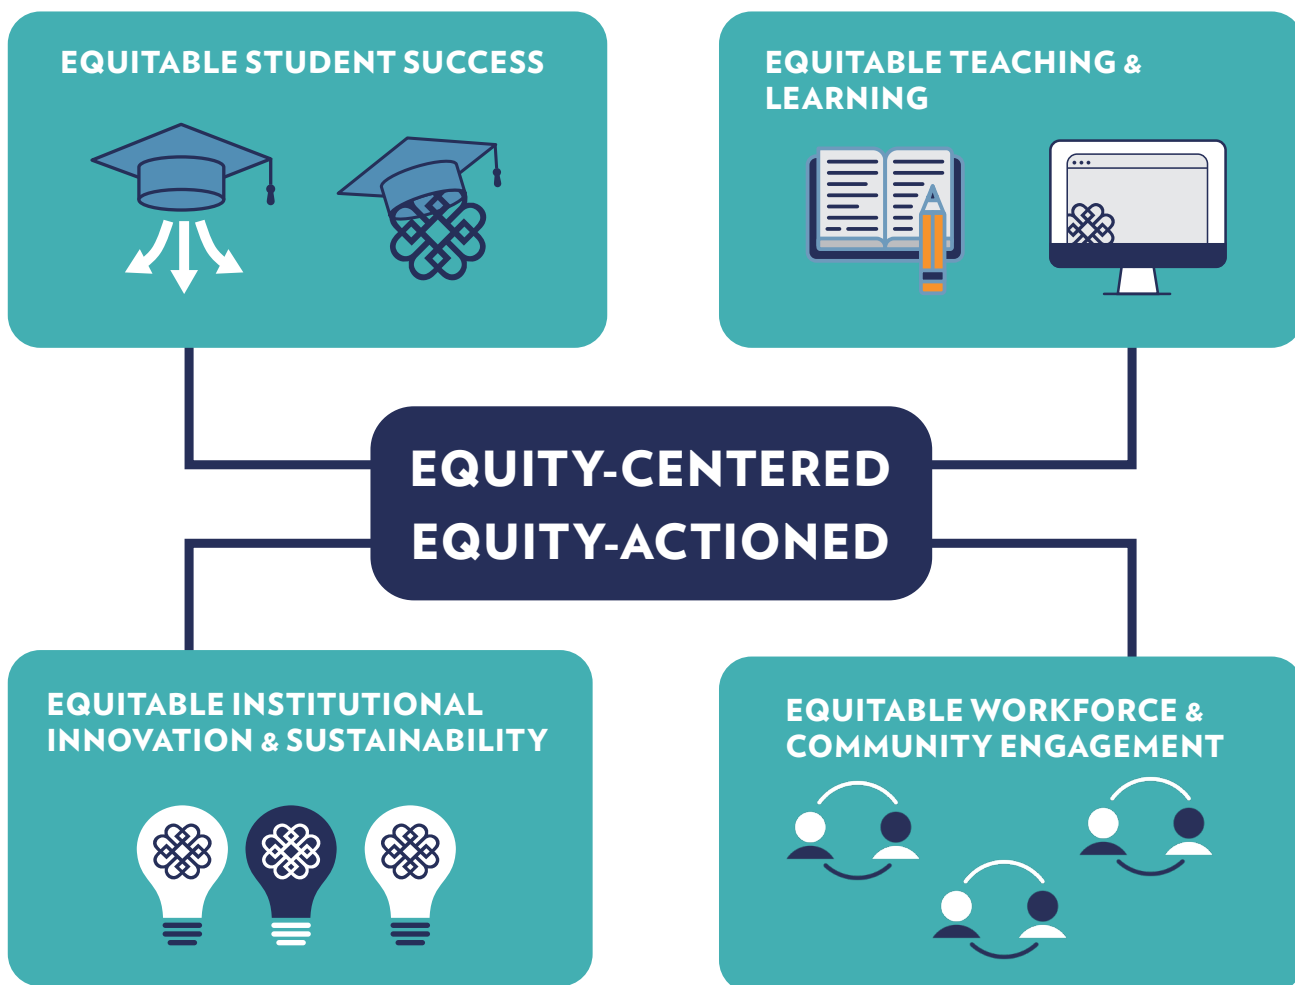 EQUITABLE STUDENT SUCCESS
EQUITABLE TEACHING &
LEARNING
EQUITY-CENTERED
EQUITY-ACTIONED
EQUITABLE INSTITUTIONAL
INNOVATION & SUSTAINABILITY
EQUITABLE WORKFORCE &
COMMUNITY ENGAGEMENT